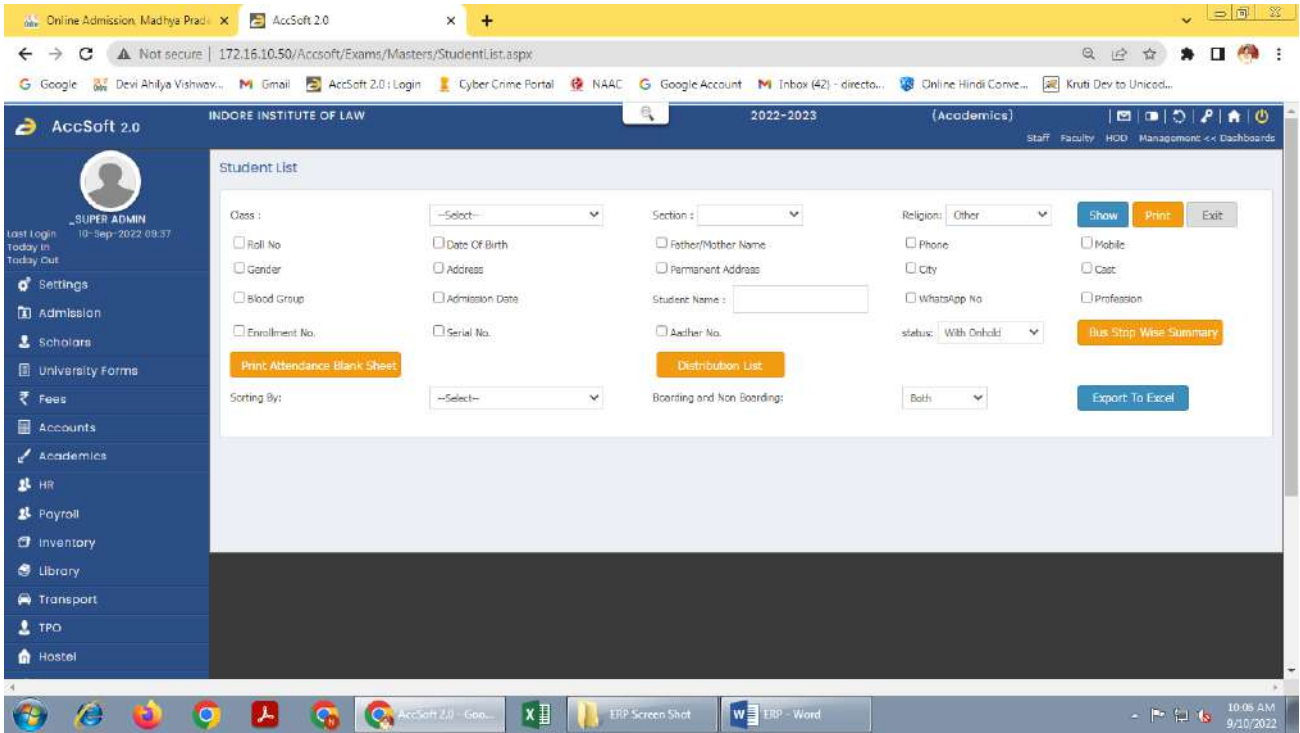 Online Admission, Madhya Prade
AccSoft 2.0
Not secure | 172.16.10.50/Accsoft/Exams/Masters/StudentList.aspx
Google
Devi Ahilya Vishwav...
Gmail
AccSoft 2.0 : Login
Cyber Crime Portal
NAAC
Google Account
Inbox (42) - directo...
Online Hindi Conve...
Kruti Dev to Unicod...
AccSoft 2.0
INDORE INSTITUTE OF LAW
2022-2023
(Academics)
Staff Faculty HOD Management << Dashboards
_SUPER ADMIN
Last Login 10-Sep-2022 09:37
Today In
Today Out
Settings
Admission
Scholars
University Forms
Fees
Accounts
Academics
HR
Payroll
Inventory
Library
Transport
TPO
Hostel
Student List
Class : --Select-- Section : Religion: Other Show Print Exit
Roll No Date Of Birth Father/Mother Name Phone Mobile
Gender Address Permanent Address City Cast
Blood Group Admission Date Student Name : WhatsApp No Profession
Enrollment No. Serial No. Aadhar No. status: With Onhold Bus Stop Wise Summary
Print Attendance Blank Sheet Distribution List
Sorting By: --Select-- Boarding and Non Boarding: Both Export To Excel
AccSoft 2.0 - Goo...
ERP Screen Shot
ERP - Word
10:06 AM
9/10/2022